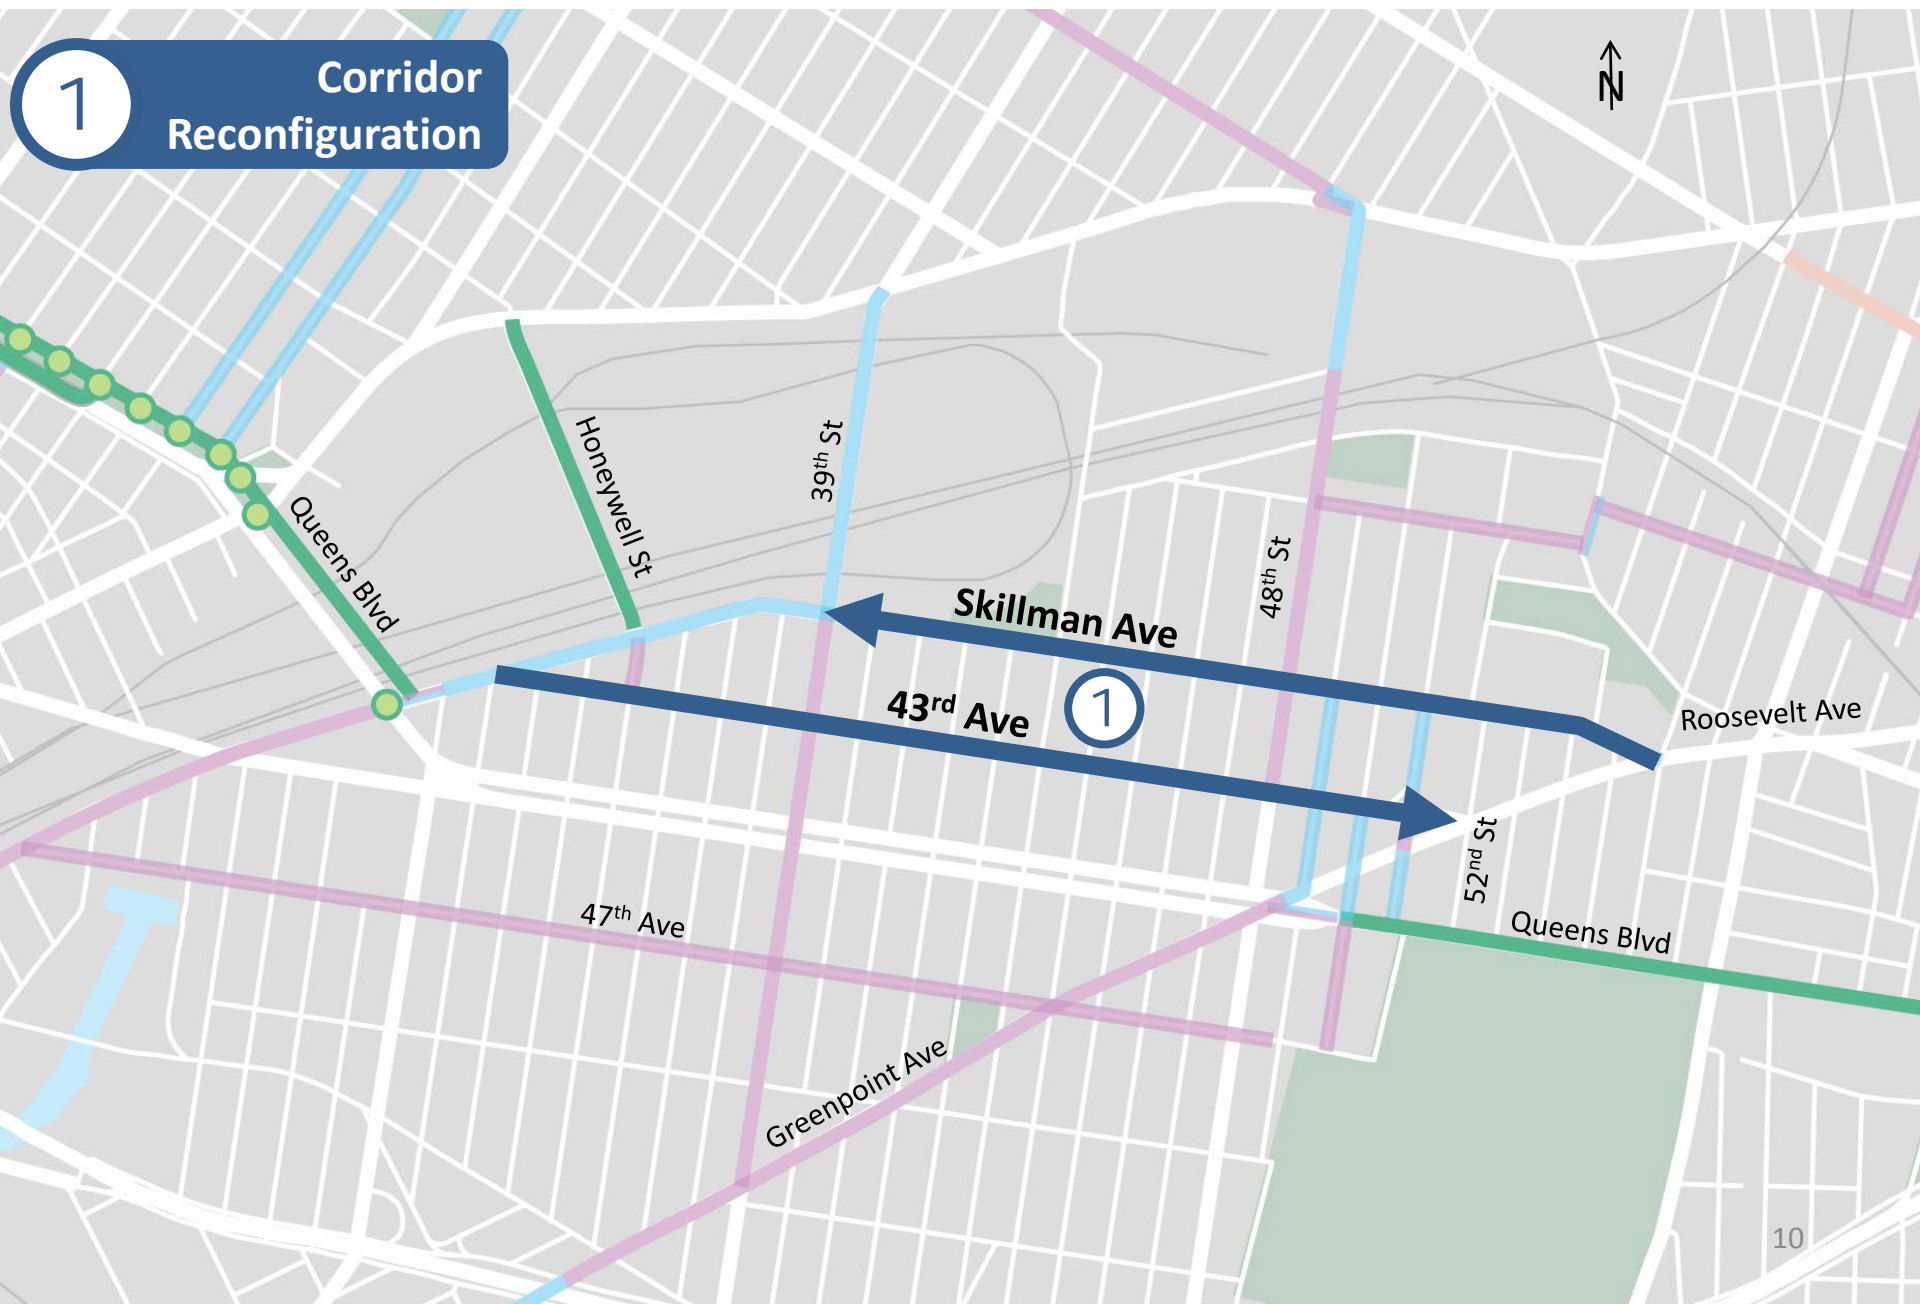 1
Corridor
Reconfiguration
N
Honeywell St
39th St
Queens Blvd
48th St
Skillman Ave
1
43rd Ave
Roosevelt Ave
52nd St
47th Ave
Queens Blvd
Greenpoint Ave
10